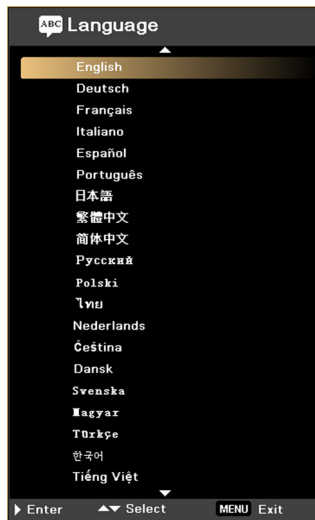 ABC Language
English
Deutsch
Français
Italiano
Español
Português
日本語
繁體中文
简体中文
Русский
Polski
ไทย
Nederlands
Čeština
Dansk
Svenska
Magyar
Türkçe
한국어
Tiếng Việt
Enter Select MENU Exit